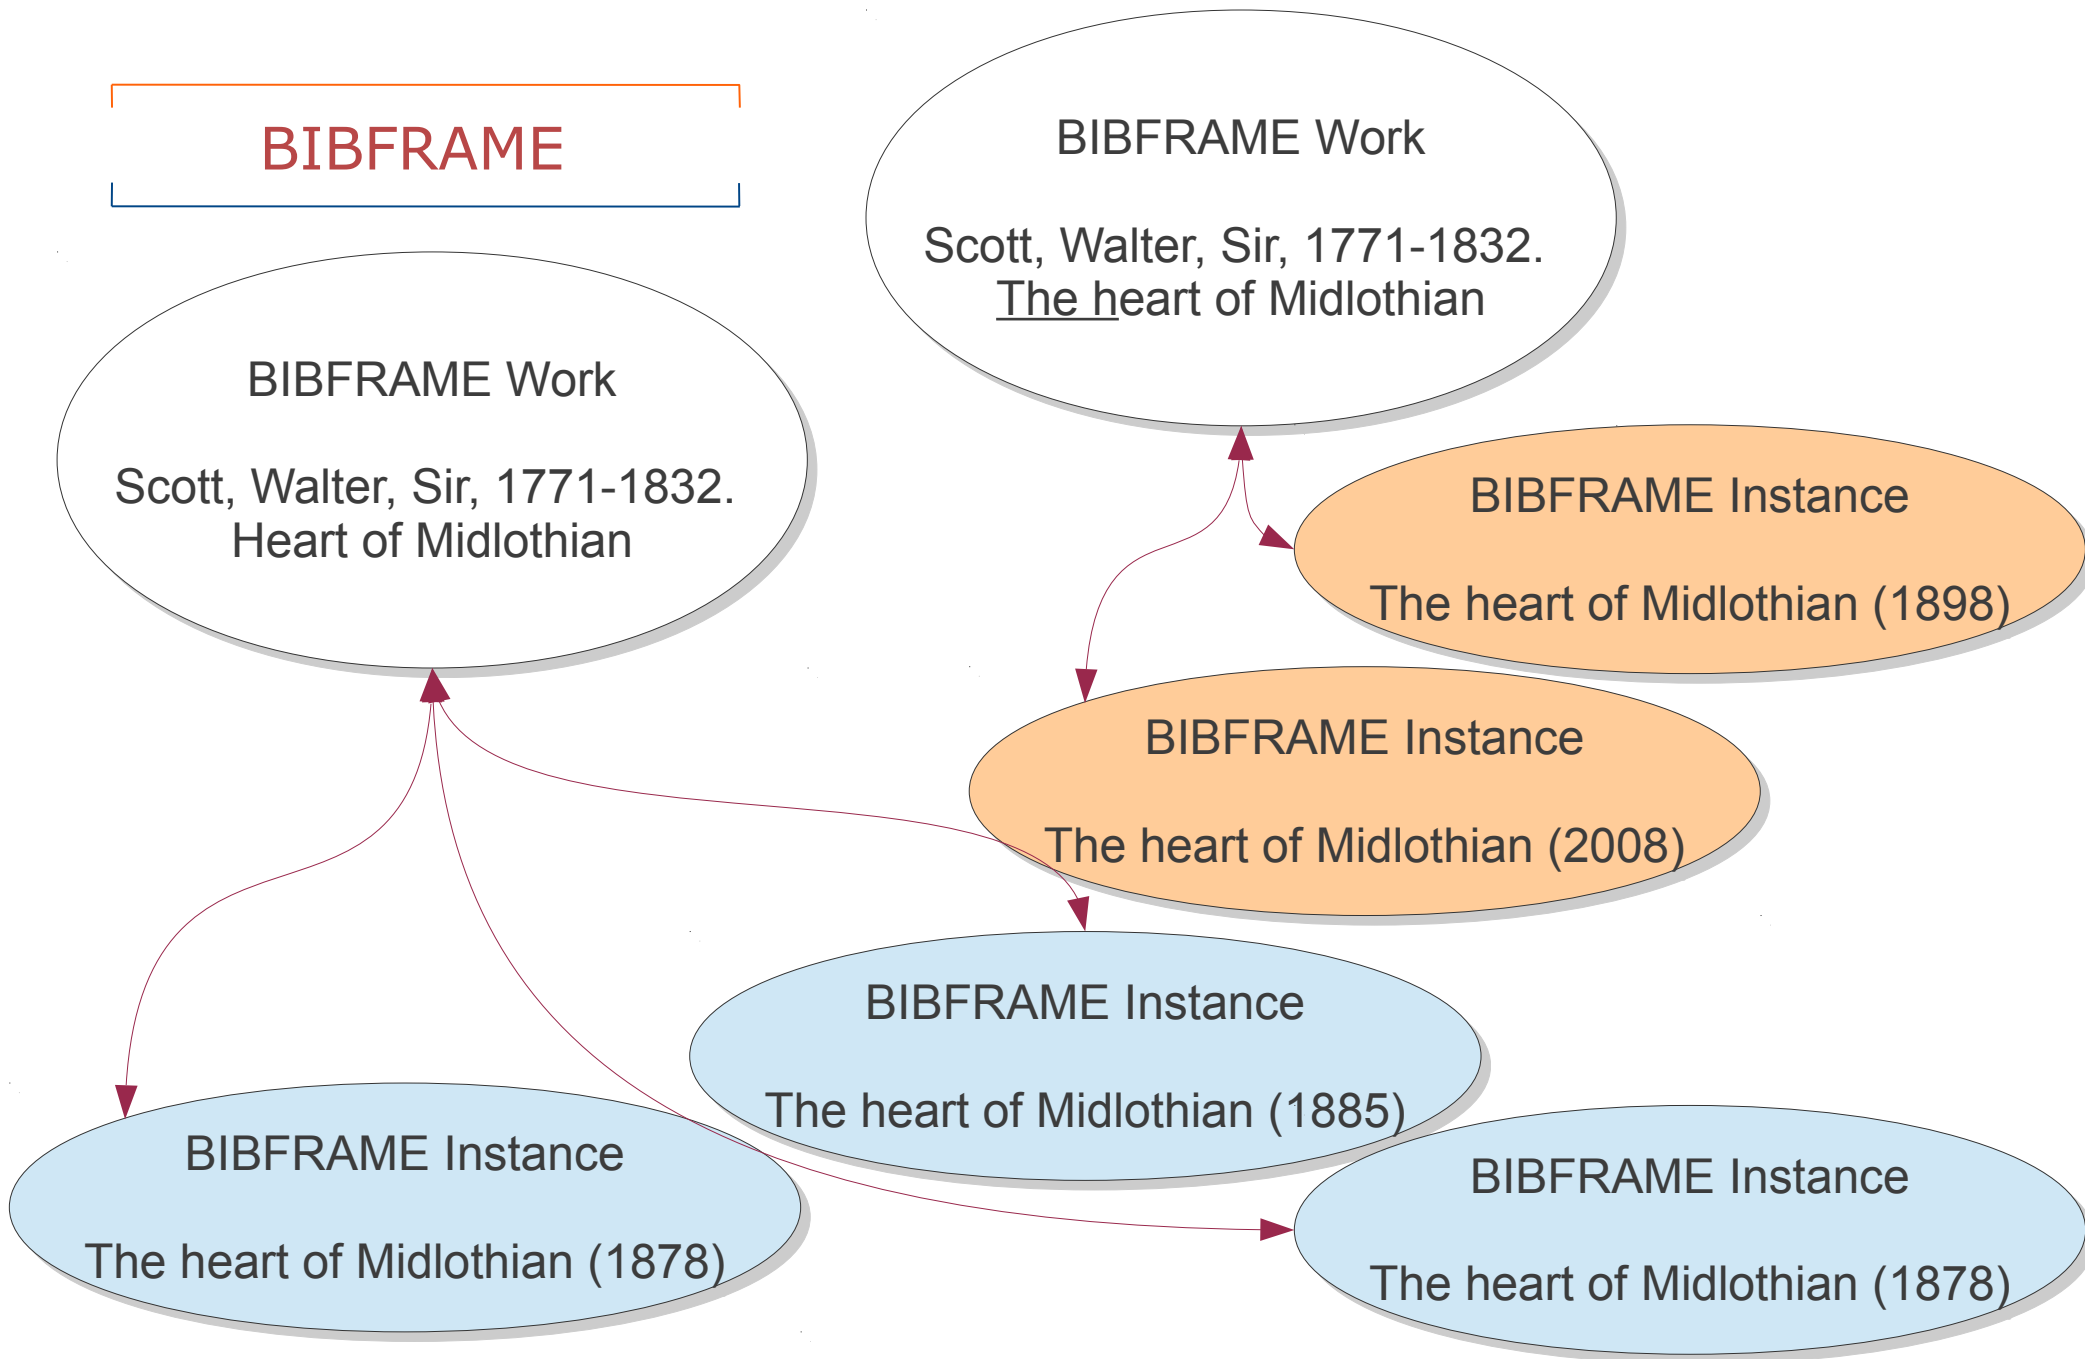 BIBFRAME
BIBFRAME Work
Scott, Walter, Sir, 1771-1832.
The heart of Midlothian
BIBFRAME Work
Scott, Walter, Sir, 1771-1832.
Heart of Midlothian
BIBFRAME Instance
The heart of Midlothian (1898)
BIBFRAME Instance
The heart of Midlothian (2008)
BIBFRAME Instance
The heart of Midlothian (1885)
BIBFRAME Instance
The heart of Midlothian (1878)
BIBFRAME Instance
The heart of Midlothian (1878)